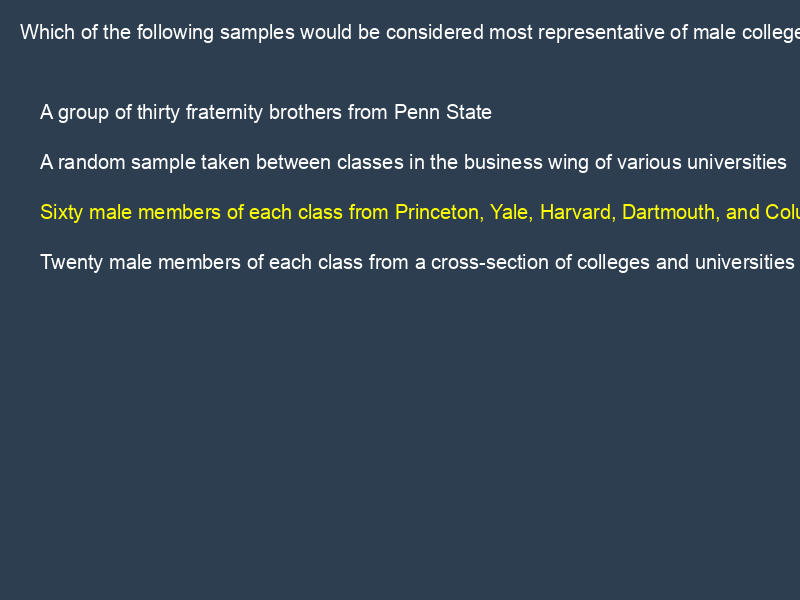 Which of the following samples would be considered most representative of male college
A group of thirty fraternity brothers from Penn State
A random sample taken between classes in the business wing of various universities
Sixty male members of each class from Princeton, Yale, Harvard, Dartmouth, and
Twenty male members of each class from a cross-section of colleges and universities